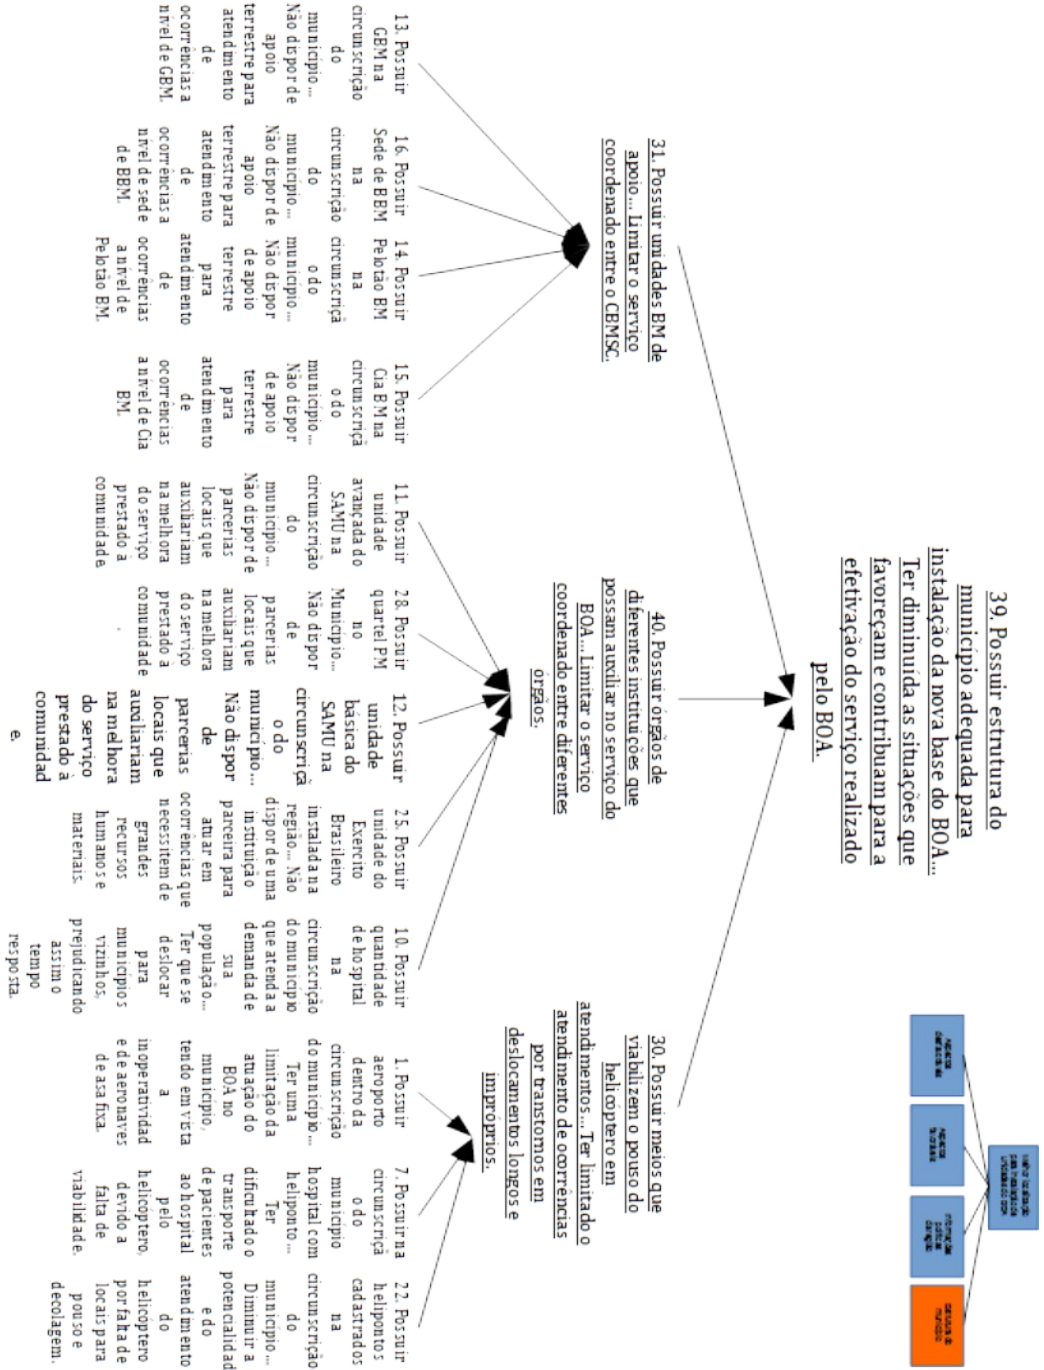 39. Possuir estrutura do
município adequada para
instalação da nova base do BOA...
Ter diminuída as situações que
favoreçam e contribuam para a
efetivação do serviço realizado
pelo BOA.
31. Possuir unidades BM de
apoio... Limitar o serviço
coordenado entre o CBMSC.
40. Possuir órgãos de
diferentes instituições que
possam auxiliar no serviço do
BOA... Limitar o serviço
coordenado entre diferentes
órgãos.
30. Possuir meios que
viabilizem o pouso do
helicóptero em
atendimentos... Ter limitado o
atendimento de ocorrências
por transtornos em
deslocamentos longos e
impróprios.
13. Possuir
GBM na
circunscrição
do
município...
Não dispor de
apoio
terrestre para
atendimento
de
ocorrências a
nível de GBM.
16. Possuir
Sede de BBM
na
circunscrição
do
município...
Não dispor de
apoio
terrestre para
atendimento
de
ocorrências a
nível de sede
de BBM.
14. Possuir
Pelotão BM
na
circunscriçã
o do
município...
Não dispor
de apoio
terrestre
para
atendimento
de
ocorrências
a nível de
Pelotão BM.
15. Possuir
Cia BM na
circunscriçã
o do
município...
Não dispor
de apoio
terrestre
para
atendimento
de
ocorrências
a nível de Cia
BM.
11. Possuir
unidade
avançada do
SAMU na
circunscrição
do
município...
Não dispor de
parcerias
locais que
auxiliariam
na melhora
do serviço
prestado à
comunidade.
28. Possuir
quartel PM
no
Município...
Não dispor
de
parcerias
locais que
auxiliariam
na melhora
do serviço
prestado à
comunidade
.
12. Possuir
unidade
básica do
SAMU na
circunscriçã
o do
município...
Não dispor
de
parcerias
locais que
auxiliariam
na melhora
do serviço
prestado à
comunidad
e.
25. Possuir
unidade do
Exercito
Brasileiro
instalada na
região... Não
dispor de uma
instituição
parceira para
atuar em
ocorrências que
necessitem de
grandes
recursos
humanos e
materiais.
10. Possuir
quantidade
de hospital
na
circunscrição
do município
que atenda a
demanda de
sua
população...
Ter que se
deslocar
para
municípios
vizinhos,
prejudicando
assim o
tempo
resposta.
1. Possuir
aeroporto
dentro da
circunscrição
do município...
Ter uma
limitação da
atuação do
BOA no
município,
tendo em vista
a
inoperatividad
e de aeronaves
de asa fixa.
7. Possuir na
circunscriçã
o do
município
hospital com
heliponto...
Ter
dificultado o
transporte
de pacientes
ao hospital
pelo
helicóptero,
devido a
falta de
viabilidade.
22. Possuir
helipontos
cadastrados
na
circunscrição
do
município...
Diminuir a
potencialidad
e do
atendimento
do
helicóptero
por falta de
locais para
pouso e
decolagem.